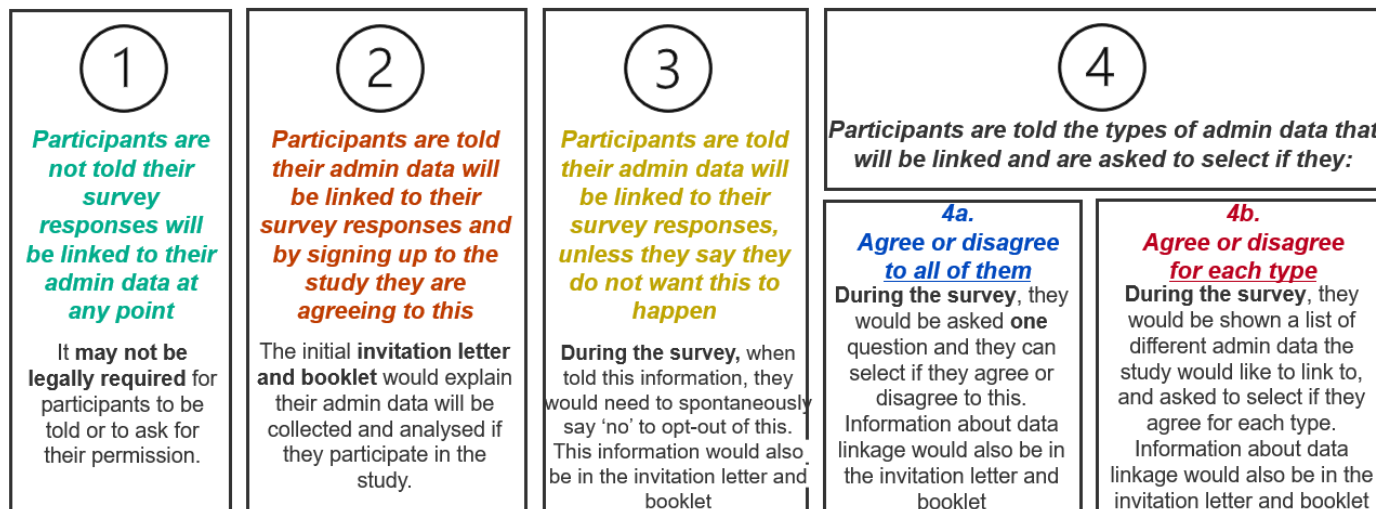 1
Participants are
not told their
survey
responses will
be linked to their
admin data at
any point
It may not be
legally required for
participants to be
told or to ask for
their permission.
2
Participants are told
their admin data will
be linked to their
survey responses and
by signing up to the
study they are
agreeing to this
The initial invitation letter
and booklet would explain
their admin data will be
collected and analysed if
they participate in the
study.
3
Participants are told
their admin data will
be linked to their
survey responses,
unless they say they
do not want this to
happen
During the survey, when
told this information, they
would need to spontaneously
say ‘no’ to opt-out of this.
This information would also
be in the invitation letter and
booklet
4
Participants are told the types of admin data that
will be linked and are asked to select if they:
4a.
Agree or disagree
to all of them
During the survey, they
would be asked one
question and they can
select if they agree or
disagree to this.
Information about data
linkage would also be in
the invitation letter and
booklet
4b.
Agree or disagree
for each type
During the survey, they
would be shown a list of
different admin data the
study would like to link to,
and asked to select if they
agree for each type.
Information about data
linkage would also be in the
invitation letter and booklet